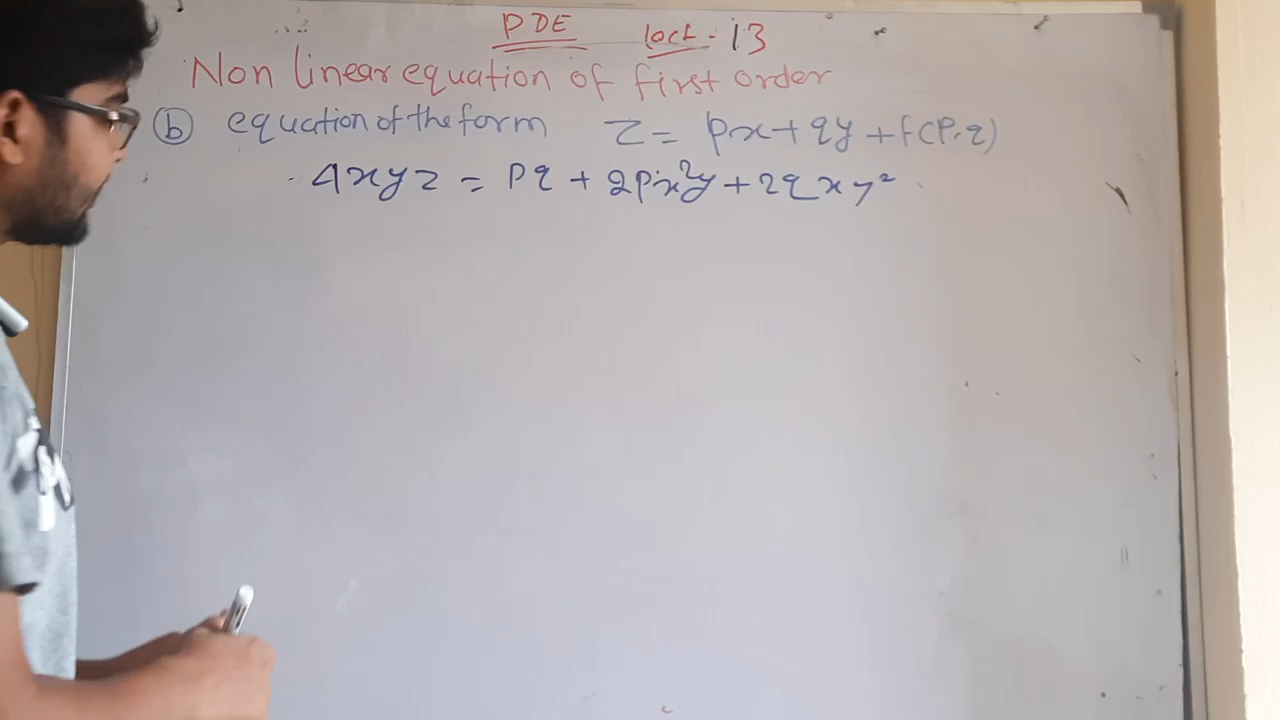 PDE lect. 13
Non linear equation of first order
(b) equation of the form z = px + qy + f(p,q)
4xyz = pq + 2px²y + 2qxy²